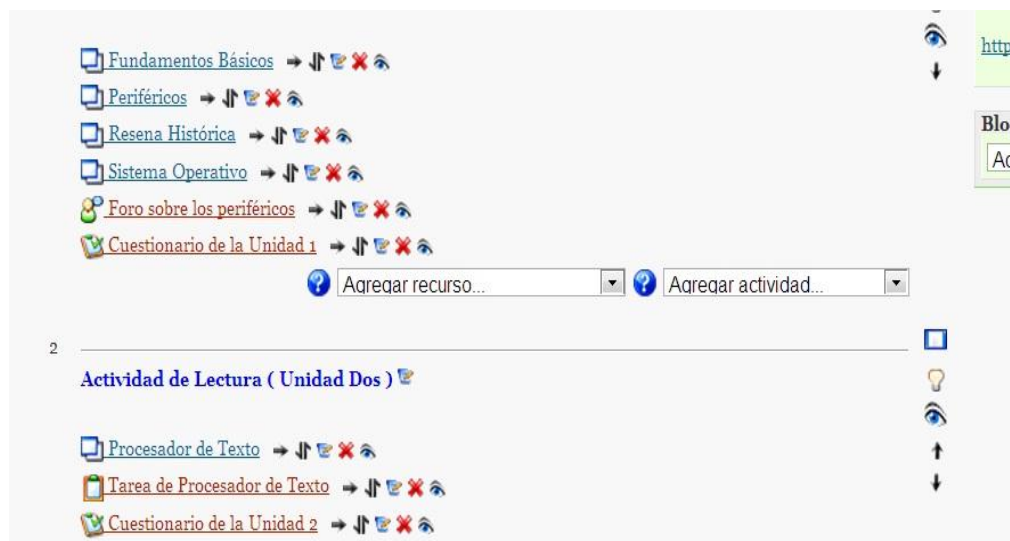 Fundamentos Básicos
http
Periféricos
Resena Histórica
Blo
Sistema Operativo
Foro sobre los periféricos
Cuestionario de la Unidad 1
Agregar recurso... Agregar actividad...
2
Actividad de Lectura ( Unidad Dos )
Procesador de Texto
Tarea de Procesador de Texto
Cuestionario de la Unidad 2